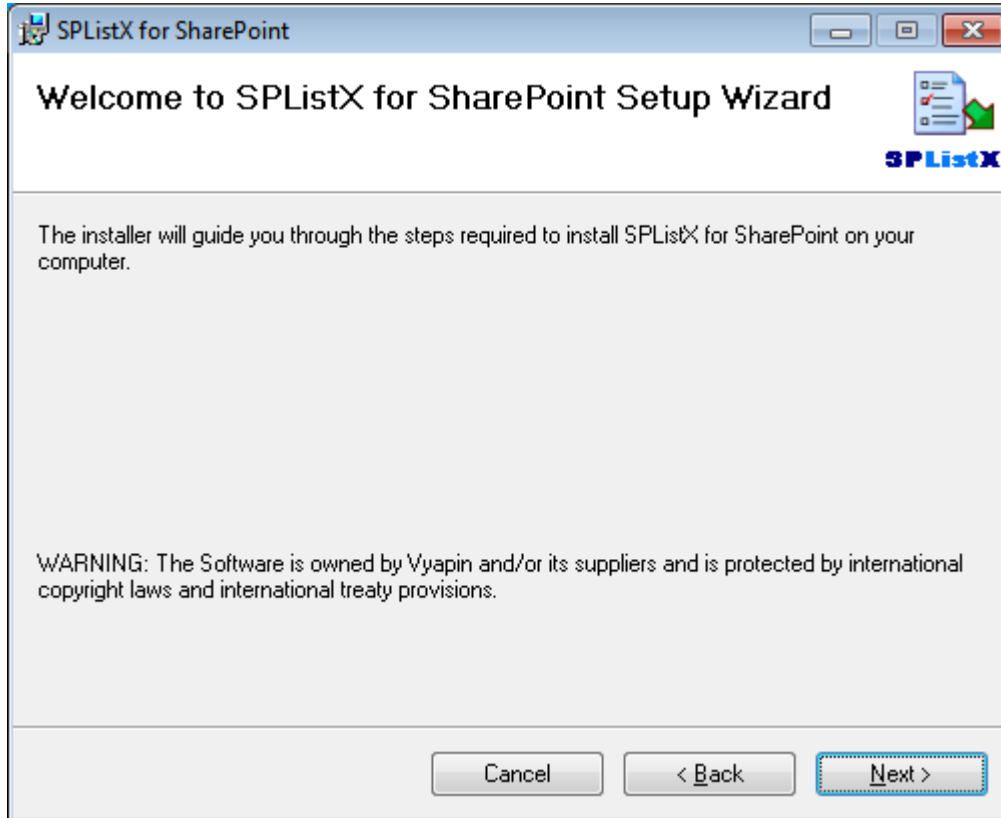 SPListX for SharePoint
Welcome to SPListX for SharePoint Setup Wizard
SPListX
The installer will guide you through the steps required to install SPListX for SharePoint on your
computer.
WARNING: The Software is owned by Vyapin and/or its suppliers and is protected by international
copyright laws and international treaty provisions.
Cancel
< Back
Next >